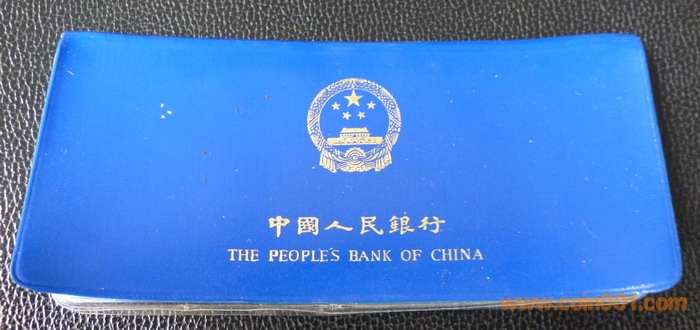 中國人民銀行
THE PEOPLE'S BANK OF CHINA
www.coin001.com